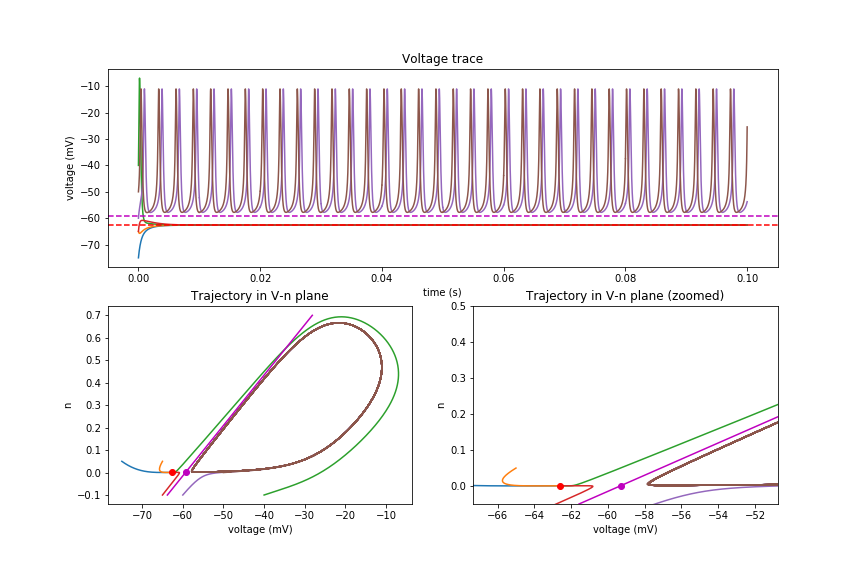 Voltage trace
voltage (mV)
−10
−20
−30
−40
−50
−60
−70
0.00 0.02 0.04 0.06 0.08 0.10
time (s)
Trajectory in V-n plane
n
0.7
0.6
0.5
0.4
0.3
0.2
0.1
0.0
−0.1
−70 −60 −50 −40 −30 −20 −10
voltage (mV)
Trajectory in V-n plane (zoomed)
n
0.5
0.4
0.3
0.2
0.1
0.0
−66 −64 −62 −60 −58 −56 −54 −52
voltage (mV)